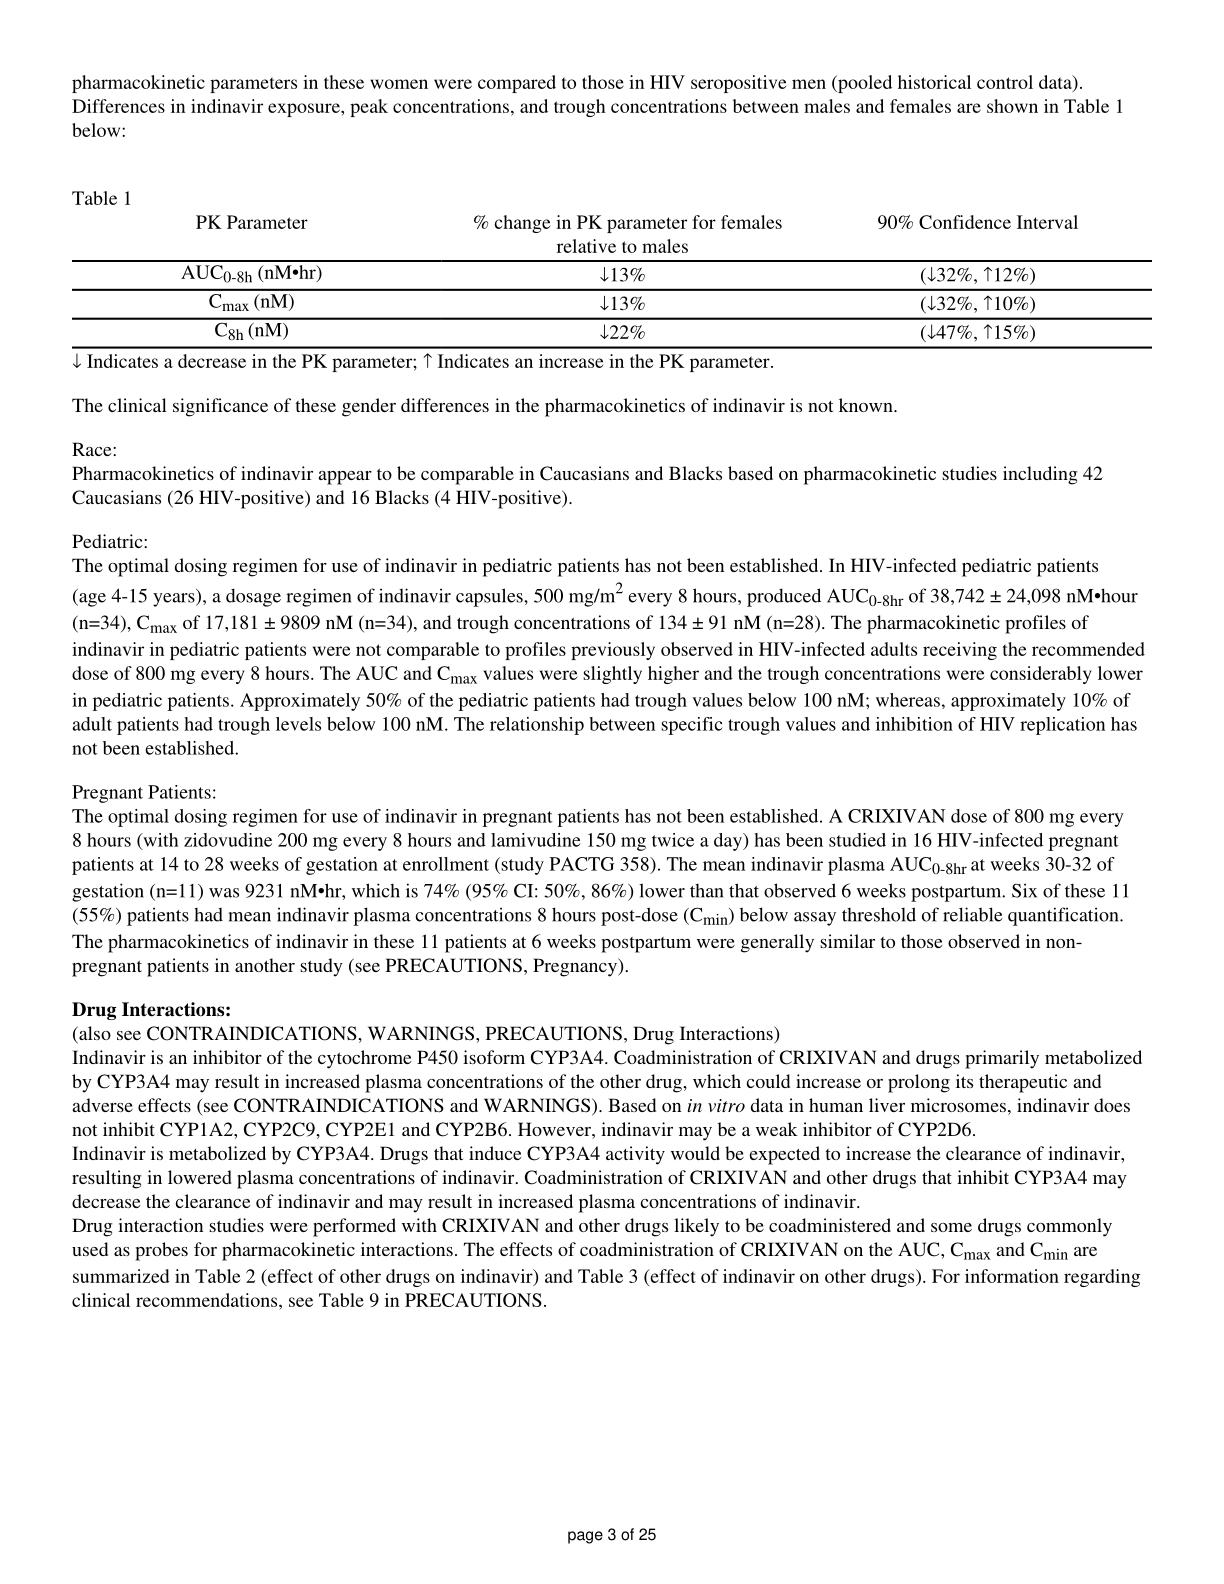 pharmacokinetic parameters in these women were compared to those in HIV seropositive men (pooled historical control data).
Differences in indinavir exposure, peak concentrations, and trough concentrations between males and females are shown in Table 1
below:
Table 1
PK Parameter % change in PK parameter for females 90% Confidence Interval
relative to males
AUC0-8h (nM•hr) ↓13% (↓32%, ↑12%)
Cmax (nM) ↓13% (↓32%, ↑10%)
C8h (nM) ↓22% (↓47%, ↑15%)
↓ Indicates a decrease in the PK parameter; ↑ Indicates an increase in the PK parameter.
The clinical significance of these gender differences in the pharmacokinetics of indinavir is not known.
Race:
Pharmacokinetics of indinavir appear to be comparable in Caucasians and Blacks based on pharmacokinetic studies including 42
Caucasians (26 HIV-positive) and 16 Blacks (4 HIV-positive).
Pediatric:
The optimal dosing regimen for use of indinavir in pediatric patients has not been established. In HIV-infected pediatric patients
(age 4-15 years), a dosage regimen of indinavir capsules, 500 mg/m2 every 8 hours, produced AUC0-8hr of 38,742 ± 24,098 nM•hour
(n=34), Cmax of 17,181 ± 9809 nM (n=34), and trough concentrations of 134 ± 91 nM (n=28). The pharmacokinetic profiles of
indinavir in pediatric patients were not comparable to profiles previously observed in HIV-infected adults receiving the recommended
dose of 800 mg every 8 hours. The AUC and Cmax values were slightly higher and the trough concentrations were considerably lower
in pediatric patients. Approximately 50% of the pediatric patients had trough values below 100 nM; whereas, approximately 10% of
adult patients had trough levels below 100 nM. The relationship between specific trough values and inhibition of HIV replication has
not been established.
Pregnant Patients:
The optimal dosing regimen for use of indinavir in pregnant patients has not been established. A CRIXIVAN dose of 800 mg every
8 hours (with zidovudine 200 mg every 8 hours and lamivudine 150 mg twice a day) has been studied in 16 HIV-infected pregnant
patients at 14 to 28 weeks of gestation at enrollment (study PACTG 358). The mean indinavir plasma AUC0-8hr at weeks 30-32 of
gestation (n=11) was 9231 nM•hr, which is 74% (95% CI: 50%, 86%) lower than that observed 6 weeks postpartum. Six of these 11
(55%) patients had mean indinavir plasma concentrations 8 hours post-dose (Cmin) below assay threshold of reliable quantification.
The pharmacokinetics of indinavir in these 11 patients at 6 weeks postpartum were generally similar to those observed in non-
pregnant patients in another study (see PRECAUTIONS, Pregnancy).
Drug Interactions:
(also see CONTRAINDICATIONS, WARNINGS, PRECAUTIONS, Drug Interactions)
Indinavir is an inhibitor of the cytochrome P450 isoform CYP3A4. Coadministration of CRIXIVAN and drugs primarily metabolized
by CYP3A4 may result in increased plasma concentrations of the other drug, which could increase or prolong its therapeutic and
adverse effects (see CONTRAINDICATIONS and WARNINGS). Based on in vitro data in human liver microsomes, indinavir does
not inhibit CYP1A2, CYP2C9, CYP2E1 and CYP2B6. However, indinavir may be a weak inhibitor of CYP2D6.
Indinavir is metabolized by CYP3A4. Drugs that induce CYP3A4 activity would be expected to increase the clearance of indinavir,
resulting in lowered plasma concentrations of indinavir. Coadministration of CRIXIVAN and other drugs that inhibit CYP3A4 may
decrease the clearance of indinavir and may result in increased plasma concentrations of indinavir.
Drug interaction studies were performed with CRIXIVAN and other drugs likely to be coadministered and some drugs commonly
used as probes for pharmacokinetic interactions. The effects of coadministration of CRIXIVAN on the AUC, Cmax and Cmin are
summarized in Table 2 (effect of other drugs on indinavir) and Table 3 (effect of indinavir on other drugs). For information regarding
clinical recommendations, see Table 9 in PRECAUTIONS.
page 3 of 25